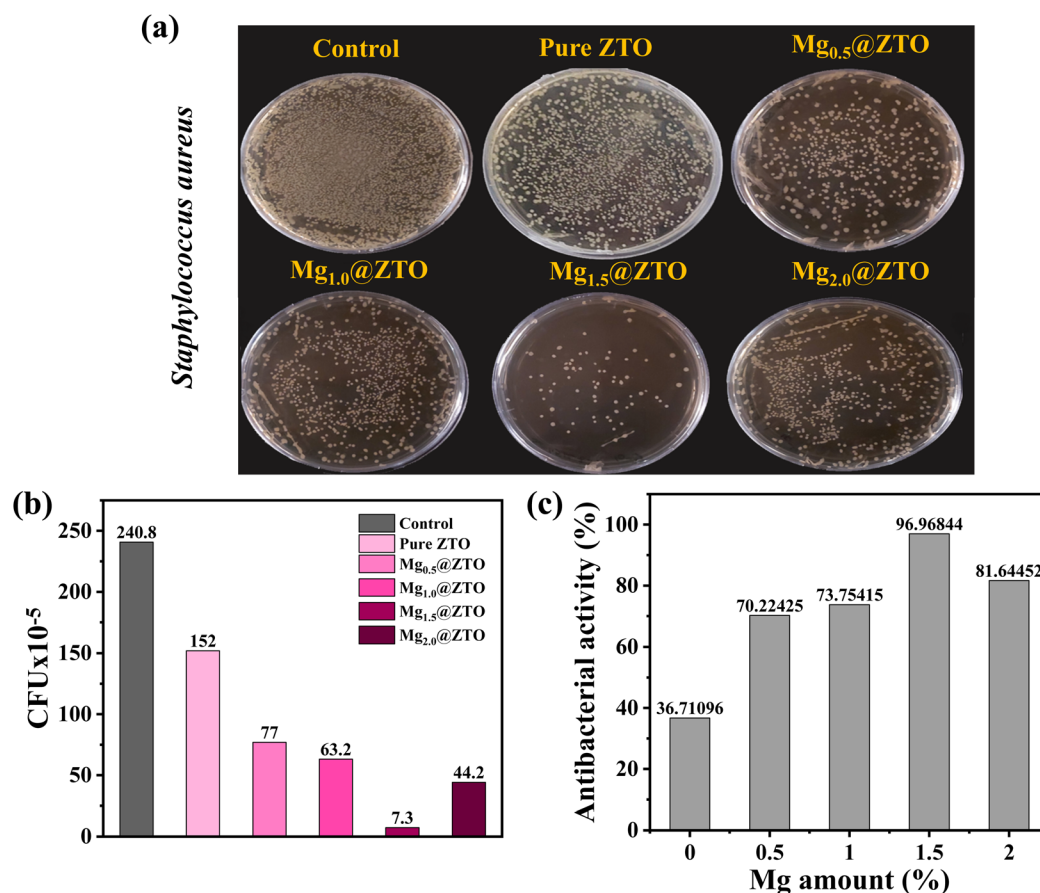 (a)
Control
Pure ZTO
Mg0.5@ZTO
Staphylococcus aureus
Mg1.0@ZTO
Mg1.5@ZTO
Mg2.0@ZTO
(b)
CFUx10-5
250
200
150
100
50
0
240.8
152
77
63.2
7.3
44.2
Control
Pure ZTO
Mg0.5@ZTO
Mg1.0@ZTO
Mg1.5@ZTO
Mg2.0@ZTO
(c)
Antibacterial activity (%)
100
80
60
40
20
0
36.71096
70.22425
73.75415
96.96844
81.64452
0
0.5
1
1.5
2
Mg amount (%)